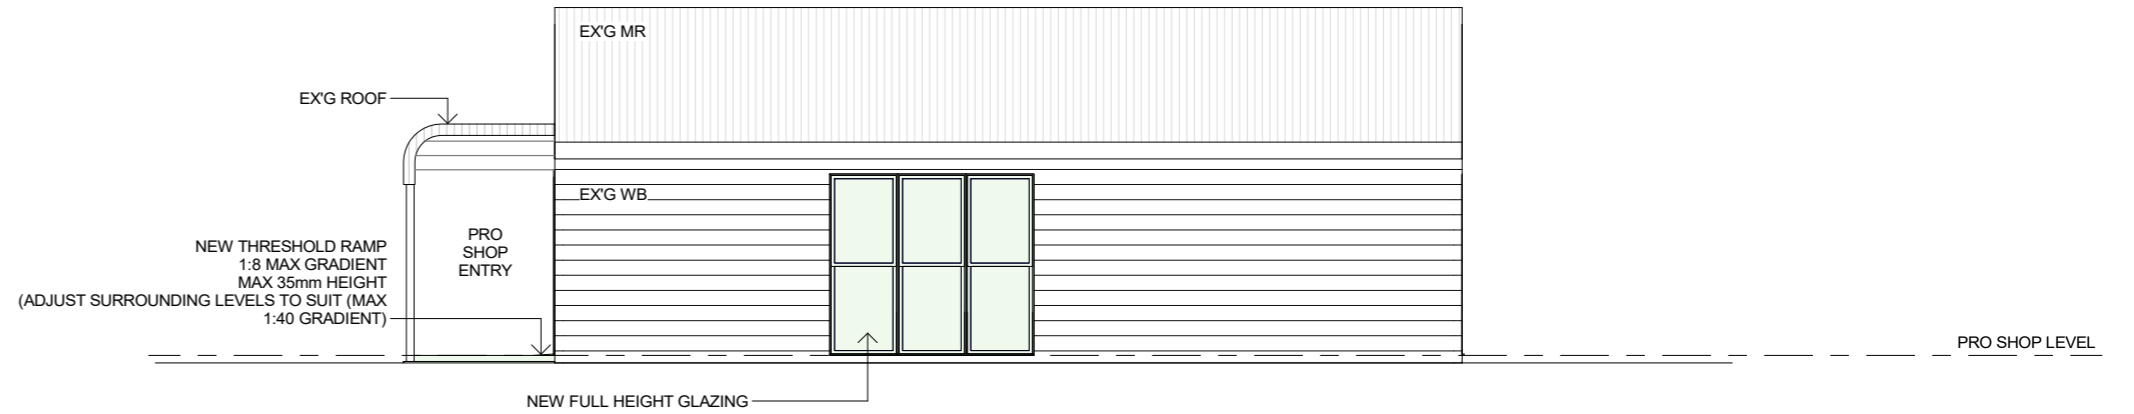 EX'G MR
EX'G ROOF
EX'G WB
PRO
SHOP
ENTRY
NEW THRESHOLD RAMP
1:8 MAX GRADIENT
MAX 35mm HEIGHT
(ADJUST SURROUNDING LEVELS TO SUIT (MAX
1:40 GRADIENT)
PRO SHOP LEVEL
NEW FULL HEIGHT GLAZING